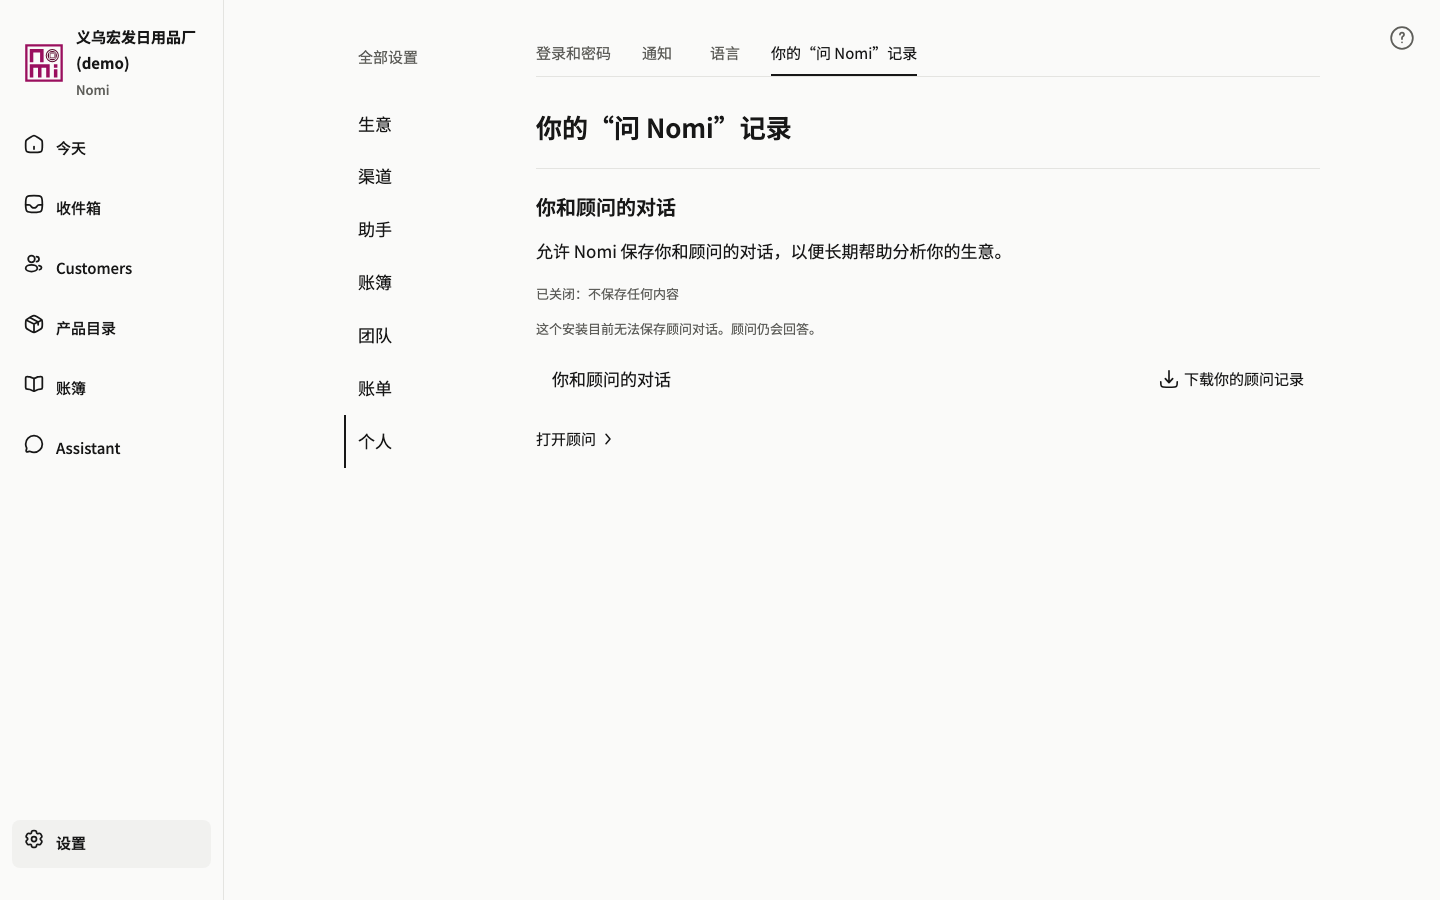 义乌宏发日用品厂
(demo)
Nomi
今天
收件箱
Customers
产品目录
账簿
Assistant
设置
全部设置
生意
渠道
助手
账簿
团队
账单
个人
登录和密码
通知
语言
你的“问 Nomi”记录
你的“问 Nomi”记录
你和顾问的对话
允许 Nomi 保存你和顾问的对话，以便长期帮助分析你的生意。
已关闭：不保存任何内容
这个安装目前无法保存顾问对话。顾问仍会回答。
你和顾问的对话
下载你的顾问记录
打开顾问